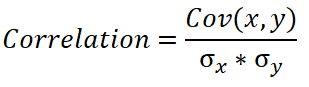 Correlation = Cov(x,y) / σx * σy